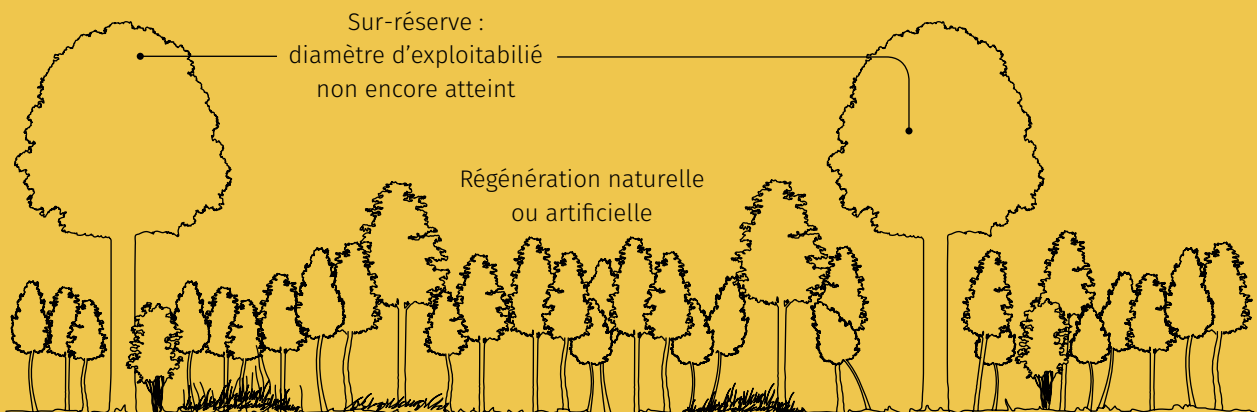 Sur-réserve :
diamètre d’exploitabilié
non encore atteint
Régénération naturelle
ou artificielle